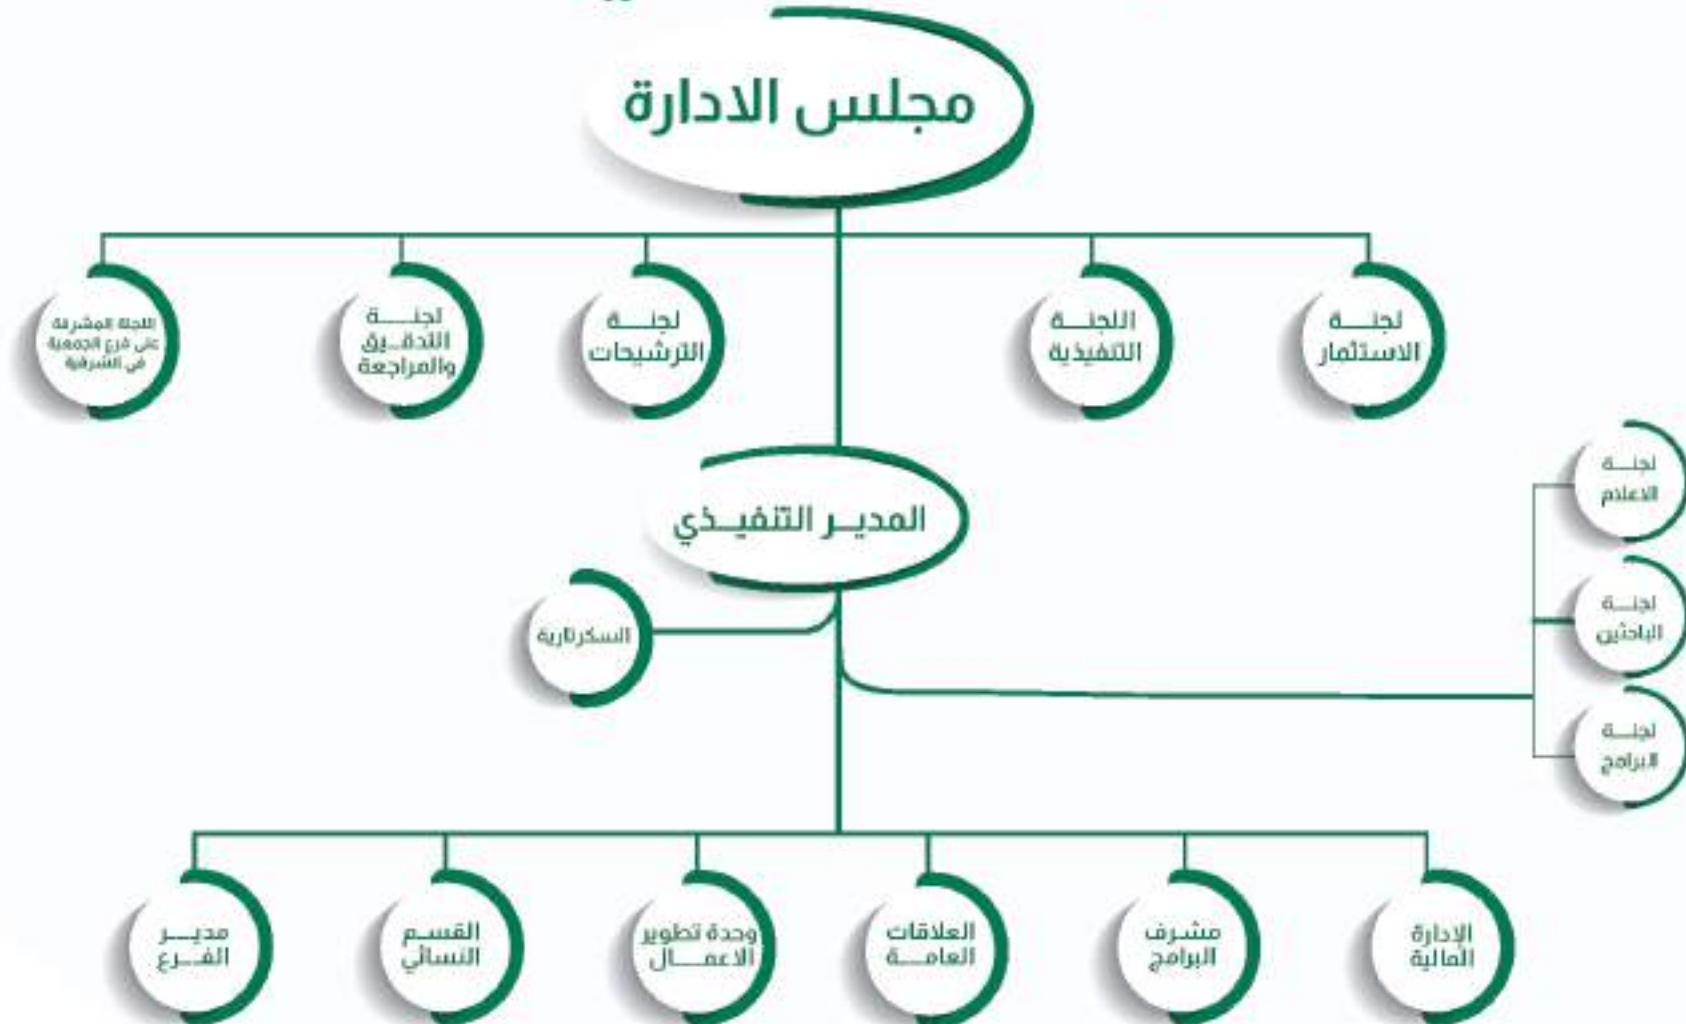 مجلس الادارة
لجنة
الاستثمار
اللجنة
التنفيذية
لجنة
الترشيحات
لجنة
التدقيق
والمراجعة
اللجنة المشرفة
على فرع الجمعية
في الشرقية
المدير التنفيذي
السكرتارية
لجنة
الاعلام
لجنة
الباحثين
لجنة
البرامج
الإدارة
المالية
مشرف
البرامج
العلاقات
العامة
وحدة تطوير
الاعمال
القسم
النسائي
مدير
الفرع